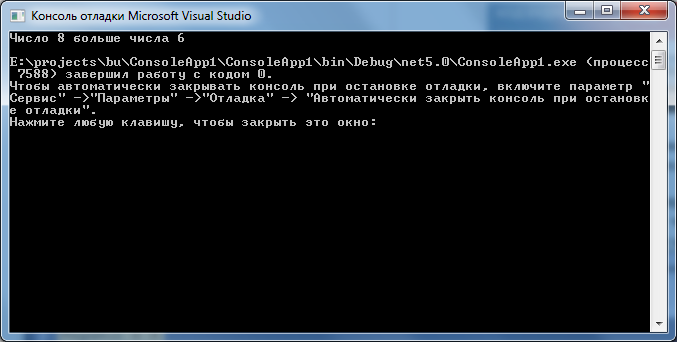 Консоль отладки Microsoft Visual Studio
Число 8 больше числа 6
E:\projects\bu\ConsoleApp1\ConsoleApp1\bin\Debug\net5.0\ConsoleApp1.exe (процесс
 7588) завершил работу с кодом 0.
Чтобы автоматически закрывать консоль при остановке отладки, включите параметр "
Сервис" ->"Параметры" ->"Отладка" -> "Автоматически закрыть консоль при остановк
е отладки".
Нажмите любую клавишу, чтобы закрыть это окно: